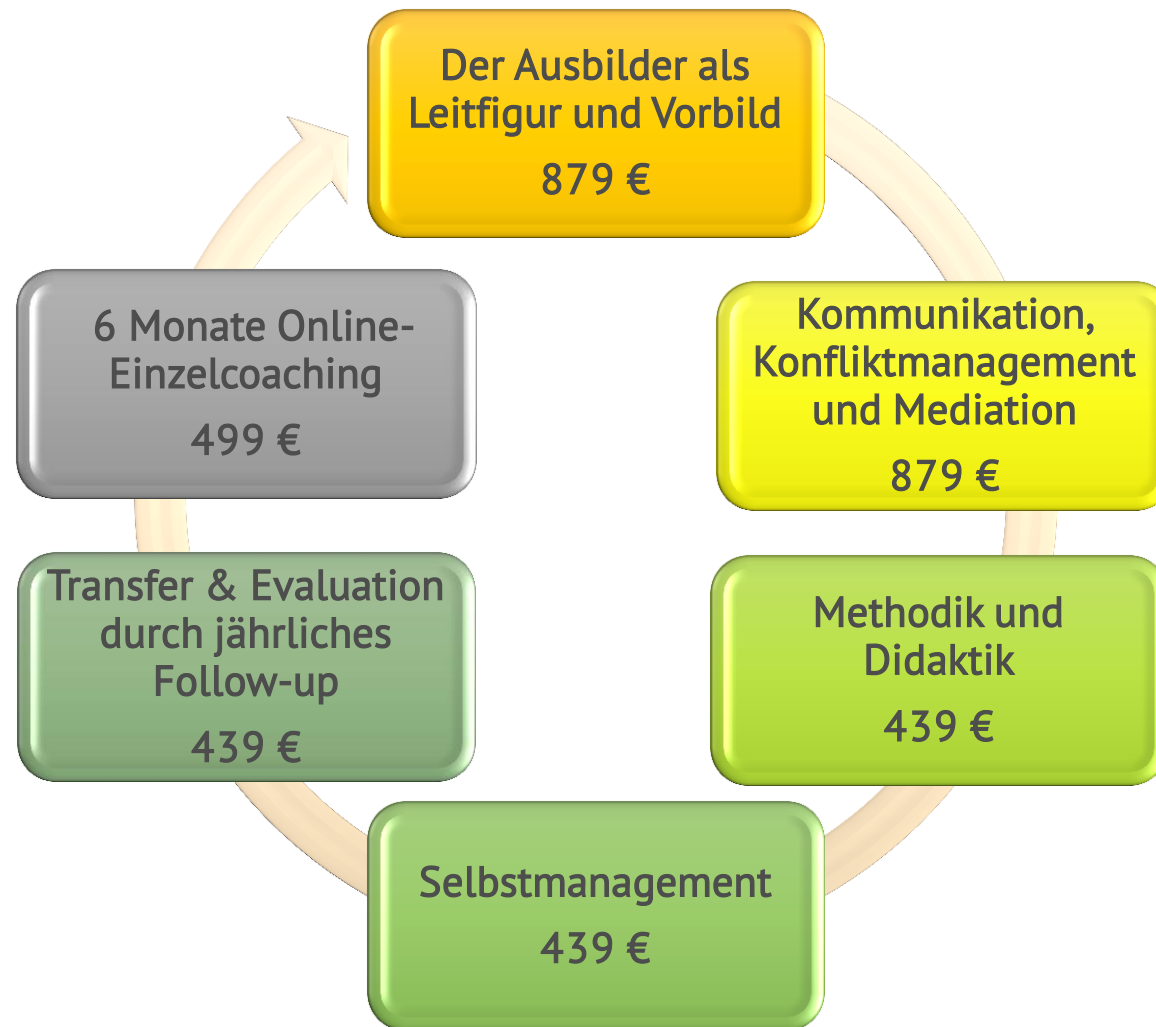 Der Ausbilder als
Leitfigur und Vorbild
879 €
Kommunikation,
Konfliktmanagement
und Mediation
879 €
Methodik und
Didaktik
439 €
Selbstmanagement
439 €
Transfer & Evaluation
durch jährliches
Follow-up
439 €
6 Monate Online-
Einzelcoaching
499 €